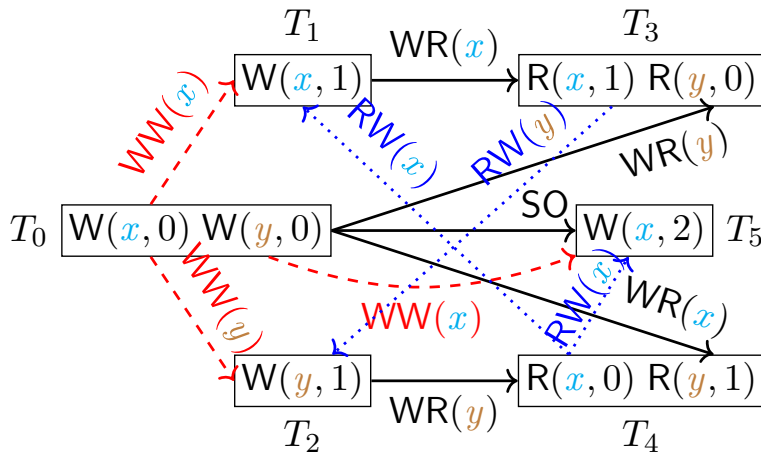 T₁ T₃
W(x, 1) WR(x) R(x, 1) R(y, 0)
WW(x) RW(x) RW(y) WR(y)
SO
T₀ W(x, 0) W(y, 0) W(x, 2) T₅
WW(y) WW(x) RW(x) WR(x)
W(y, 1) WR(y) R(x, 0) R(y, 1)
T₂ T₄